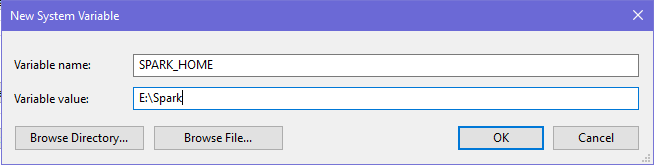 New System Variable
Variable name: SPARK_HOME
Variable value: E:\Spark
Browse Directory... Browse File... OK Cancel